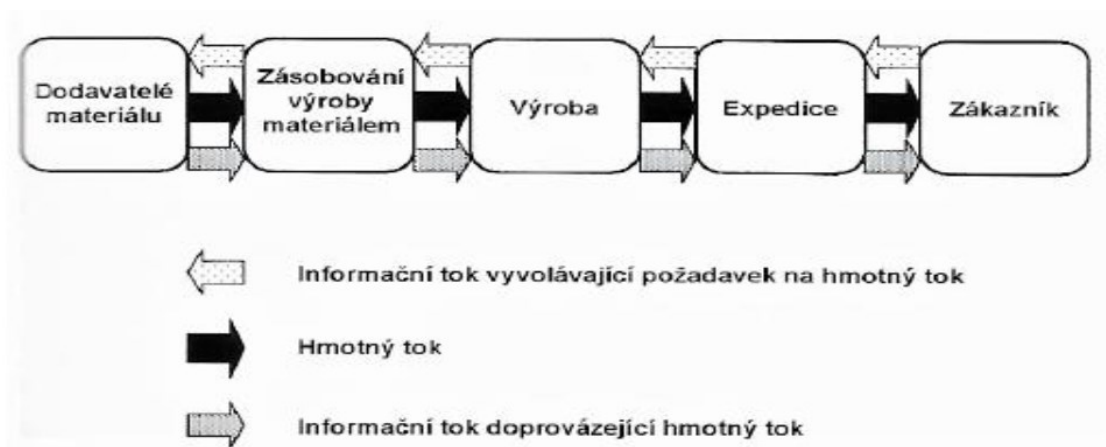 Dodavatelé
materiálu
Zásobování
výroby
materiálem
Výroba
Expedice
Zákazník
Informační tok vyvolávající požadavek na hmotný tok
Hmotný tok
Informační tok doprovázející hmotný tok